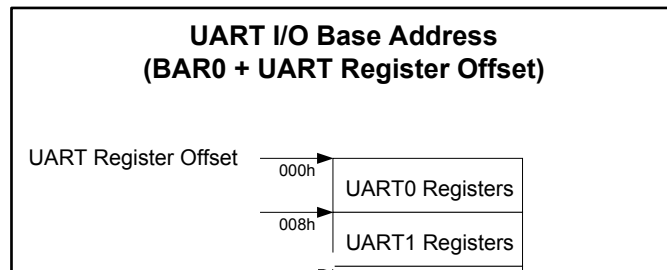 UART I/O Base Address
(BAR0 + UART Register Offset)
UART Register Offset
000h
UART0 Registers
008h
UART1 Registers